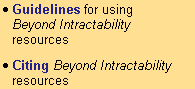 • Guidelines for using
Beyond Intractability
resources
• Citing Beyond Intractability
resources